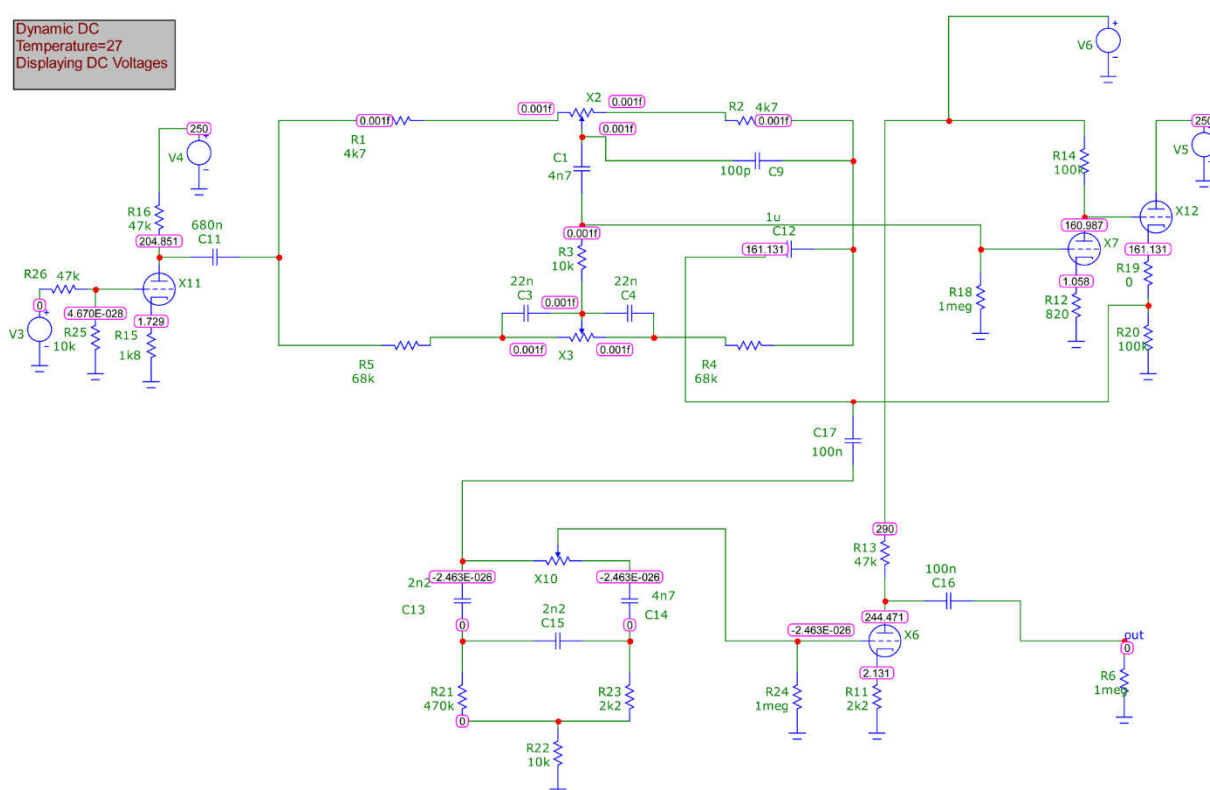 Dynamic DC
Temperature=27
Displaying DC Voltages
V6
X2
0.001f
0.001f
R2 4k7
0.001f
0.001f
0.001f
R1
4k7
C1
4n7
100p
C9
250
V4
250
V5
R14
100k
R16
47k
680n
C11
204.851
1u
C12
161.131
160.987
X12
X7
161.131
0.001f
R3
10k
R26
47k
X11
0
4.670E-028
1.729
V3
R25
10k
R15
1k8
22n
C3
0.001f
22n
C4
R18
1meg
1.058
R12
820
R19
0
R20
100k
0.001f
X3
0.001f
R5
68k
R4
68k
C17
100n
290
R13
47k
100n
C16
X10
-2.463E-026
-2.463E-026
2n2
C13
4n7
C14
2n2
C15
0
0
244.471
-2.463E-026
X6
out
0
2.131
R21
470k
R23
2k2
R24
1meg
R11
2k2
R6
1meg
0
R22
10k